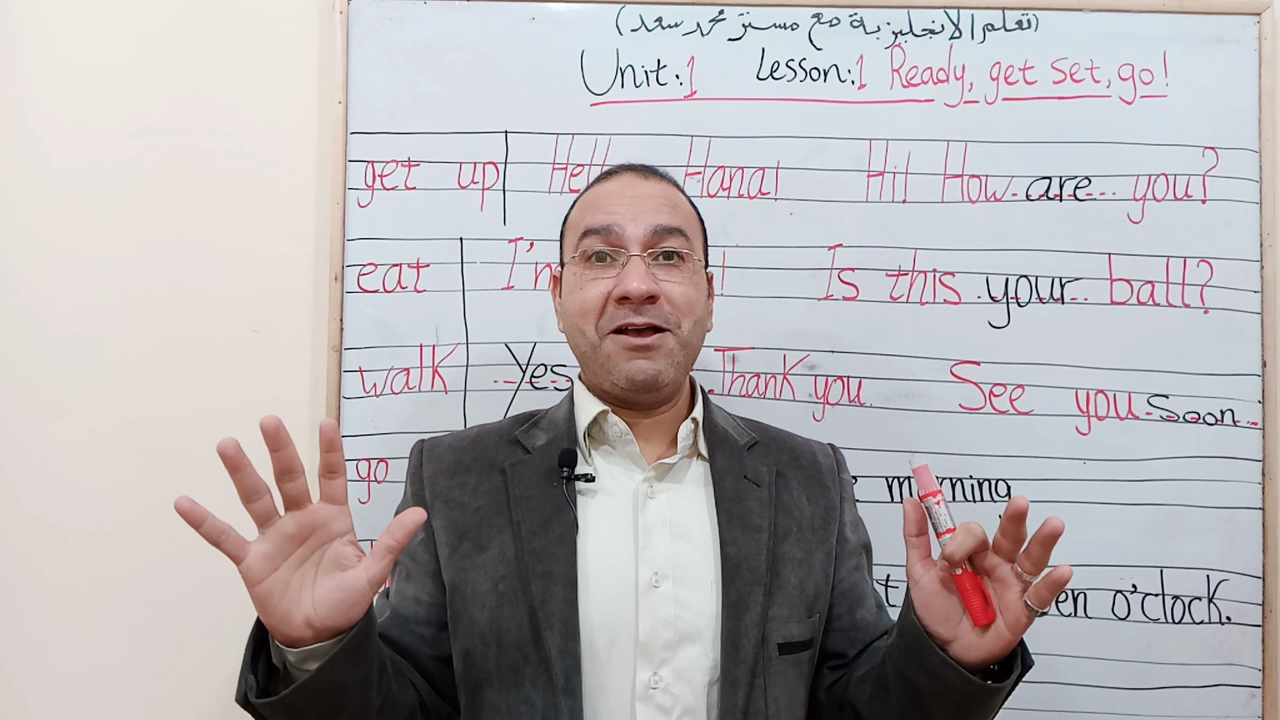 (تعلم الانجليزية مع مستر محمد سعد)
Unit:1 Lesson:1 Ready, get set, go!
get up Hana! Hi! How are you?
eat I'm ! Is this your ball?
walk Yes Thank you. See you soon
go morning
o'clock.